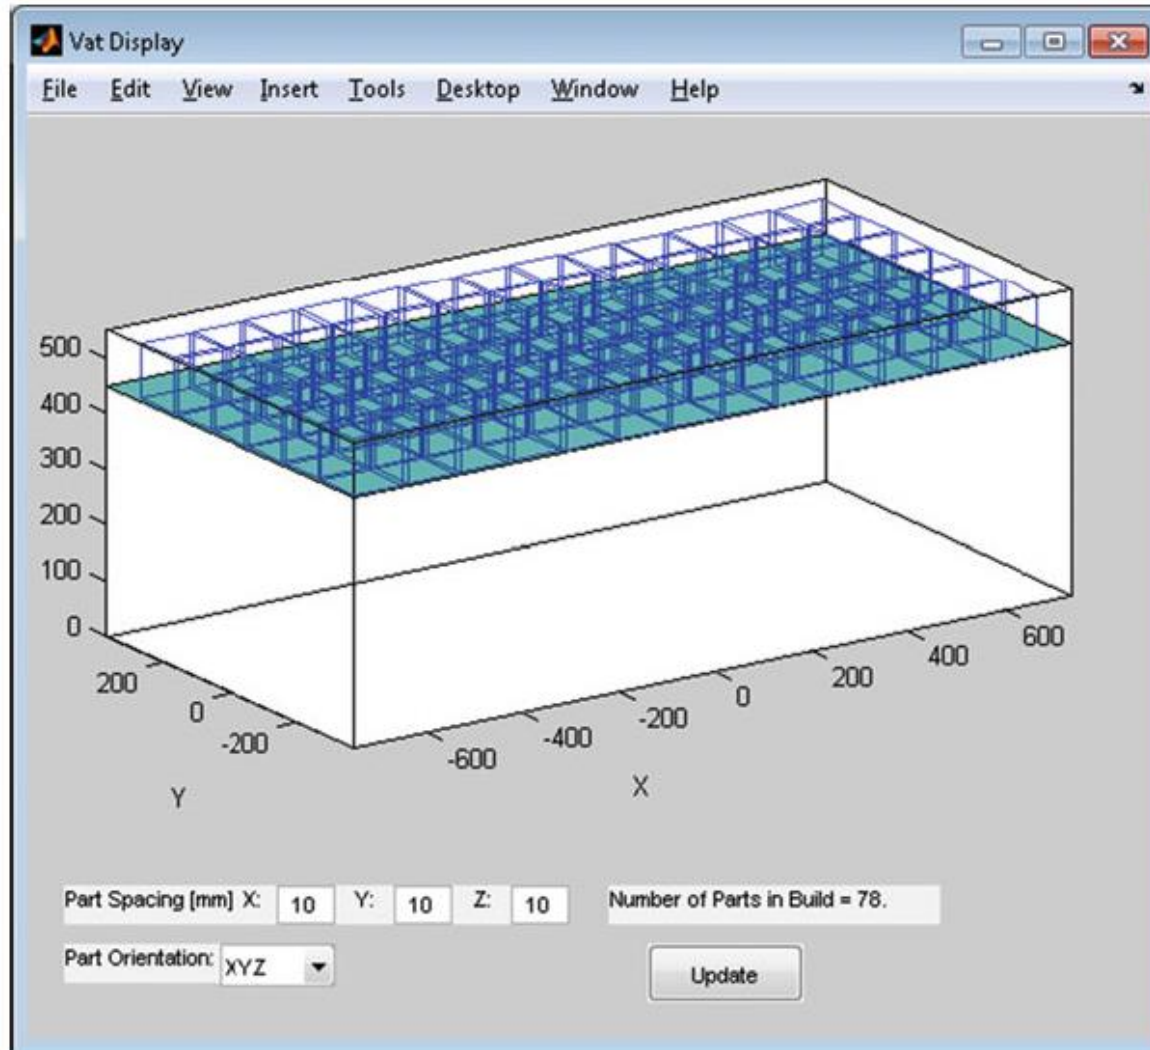 Vat Display
File Edit View Insert Tools Desktop Window Help
500
400
300
200
100
0
200
0
-200
-600
-400
-200
0
200
400
600
Y
X
Part Spacing [mm] X: 10 Y: 10 Z: 10 Number of Parts in Build = 78.
Part Orientation: XYZ Update